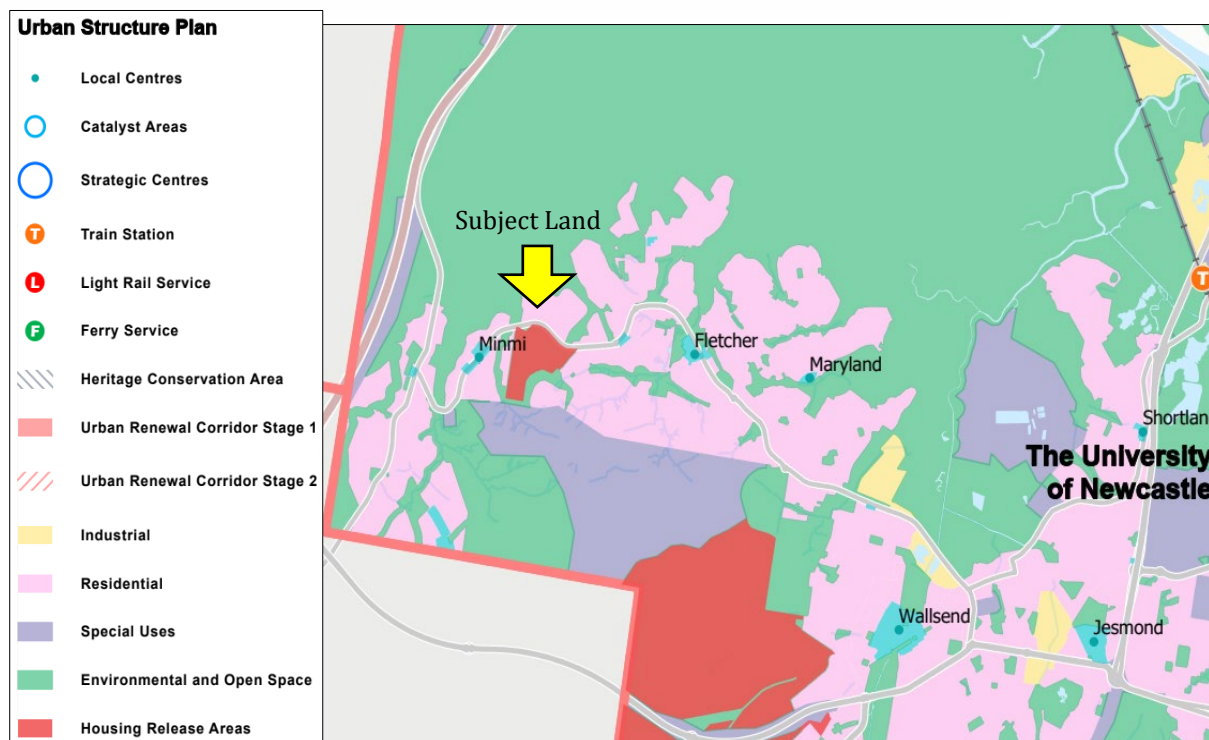 Urban Structure Plan
Local Centres
Catalyst Areas
Strategic Centres
T
Train Station
L
Light Rail Service
F
Ferry Service
Heritage Conservation Area
Urban Renewal Corridor Stage 1
Urban Renewal Corridor Stage 2
Industrial
Residential
Special Uses
Environmental and Open Space
Housing Release Areas
Subject Land
T
Minmi
Fletcher
Maryland
Shortlan
The University
of Newcastle
Wallsend
Jesmond